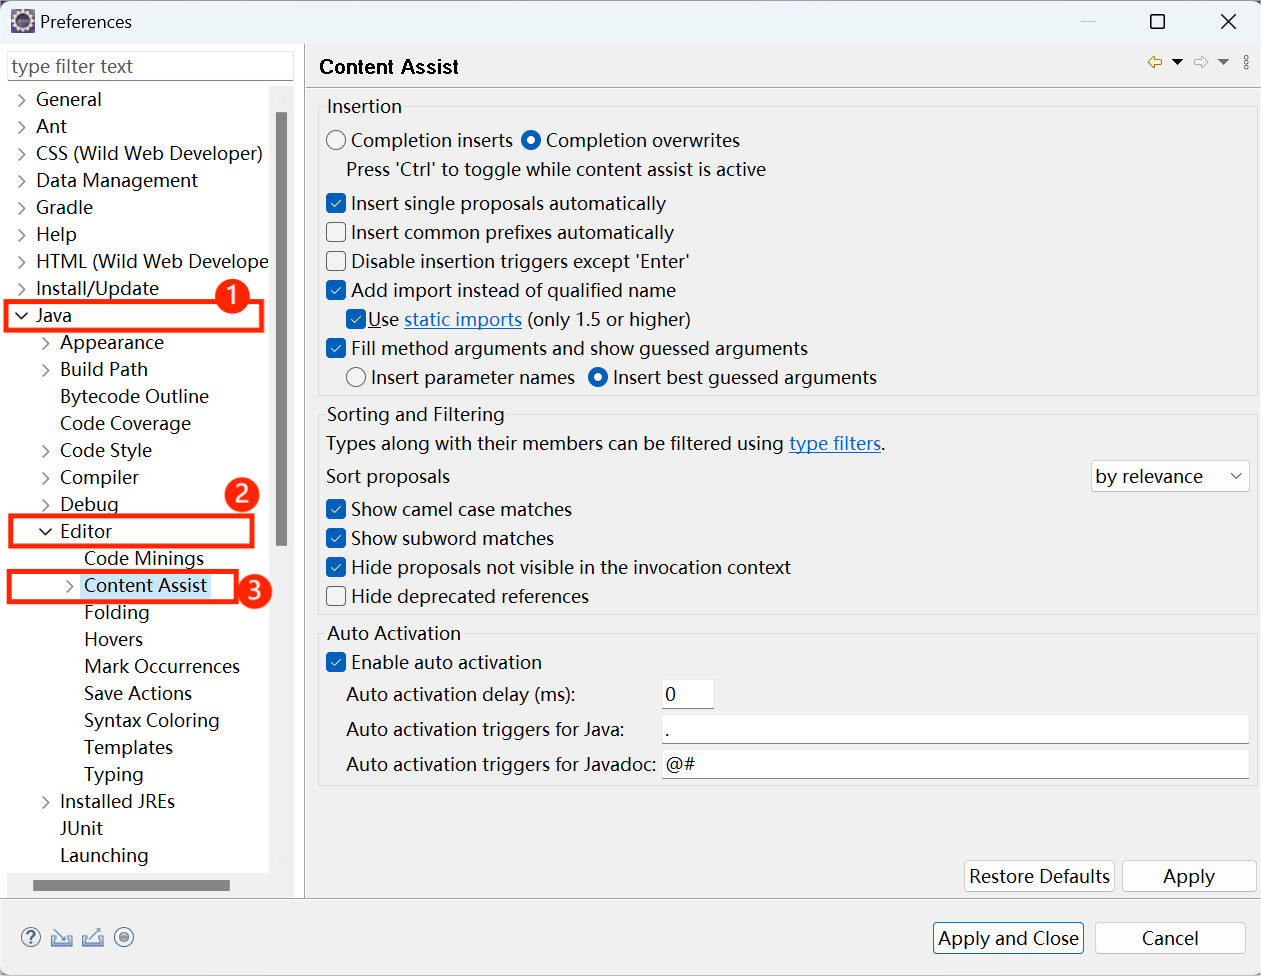 Preferences
type filter text
General
Ant
CSS (Wild Web Developer)
Data Management
Gradle
Help
HTML (Wild Web Develope
Install/Update
1
Java
Appearance
Build Path
Bytecode Outline
Code Coverage
Code Style
Compiler
Debug
2
Editor
Code Minings
Content Assist
3
Folding
Hovers
Mark Occurrences
Save Actions
Syntax Coloring
Templates
Typing
Installed JREs
JUnit
Launching
Content Assist
Insertion
Completion inserts Completion overwrites
Press 'Ctrl' to toggle while content assist is active
Insert single proposals automatically
Insert common prefixes automatically
Disable insertion triggers except 'Enter'
Add import instead of qualified name
Use static imports (only 1.5 or higher)
Fill method arguments and show guessed arguments
Insert parameter names Insert best guessed arguments
Sorting and Filtering
Types along with their members can be filtered using type filters.
Sort proposals by relevance
Show camel case matches
Show subword matches
Hide proposals not visible in the invocation context
Hide deprecated references
Auto Activation
Enable auto activation
Auto activation delay (ms): 0
Auto activation triggers for Java: .
Auto activation triggers for Javadoc: @#
Restore Defaults Apply
? Apply and Close Cancel